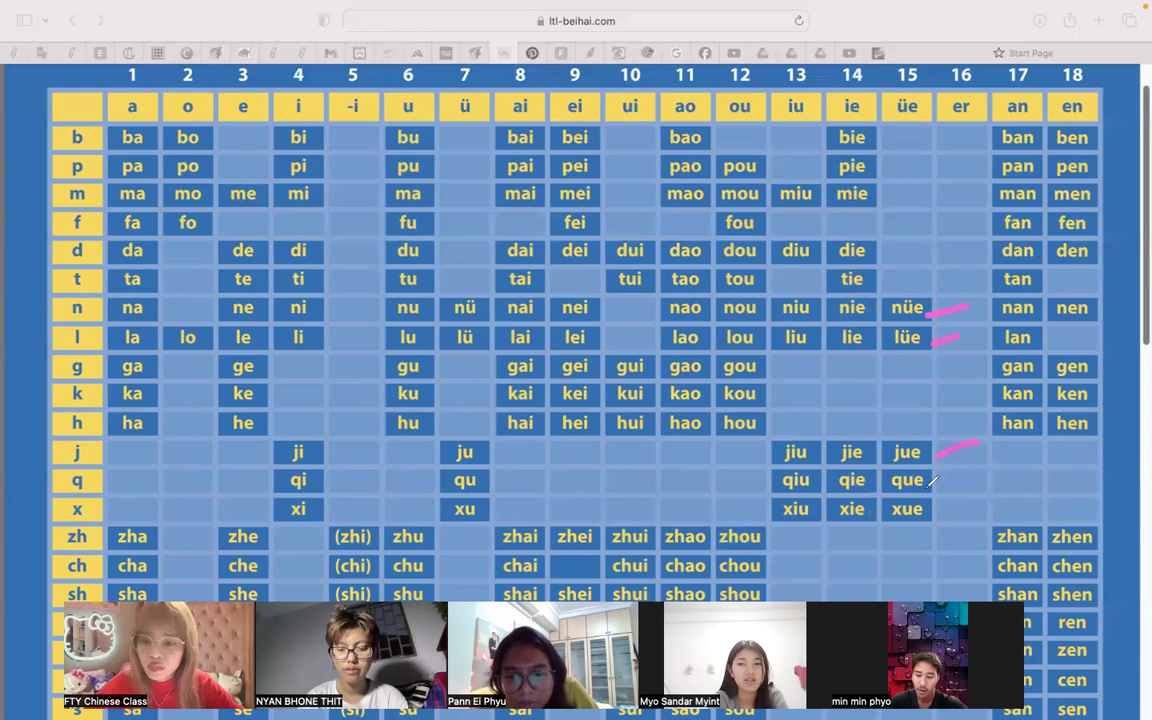 ltl-beihai.com
Start Page
1 2 3 4 5 6 7 8 9 10 11 12 13 14 15 16 17 18
a o e i -i u ü ai ei ui ao ou iu ie üe er an en
b ba bo bi bu bai bei bao bie ban ben
p pa po pi pu pai pei pao pou pie pan pen
m ma mo me mi ma mai mei mao mou miu mie man men
f fa fo fu fei fou fan fen
d da de di du dai dei dui dao dou diu die dan den
t ta te ti tu tai tui tao tou tie tan
n na ne ni nu nü nai nei nao nou niu nie nüe nan nen
l la lo le li lu lü lai lei lao lou liu lie lüe lan
g ga ge gu gai gei gui gao gou gan gen
k ka ke ku kai kei kui kao kou kan ken
h ha he hu hai hei hui hao hou han hen
j ji ju jiu jie jue
q qi qu qiu qie que
x xi xu xiu xie xue
zh zha zhe (zhi) zhu zhai zhei zhui zhao zhou zhan zhen
ch cha che (chi) chu chai chui chao chou chan chen
sh sha she (shi) shu shai shei shui shao shou shan shen
ren
zen
cen
sen
FTY Chinese Class
NYAN BHONE THIT
Pann Ei Phyu
Myo Sandar Myint
min min phyo